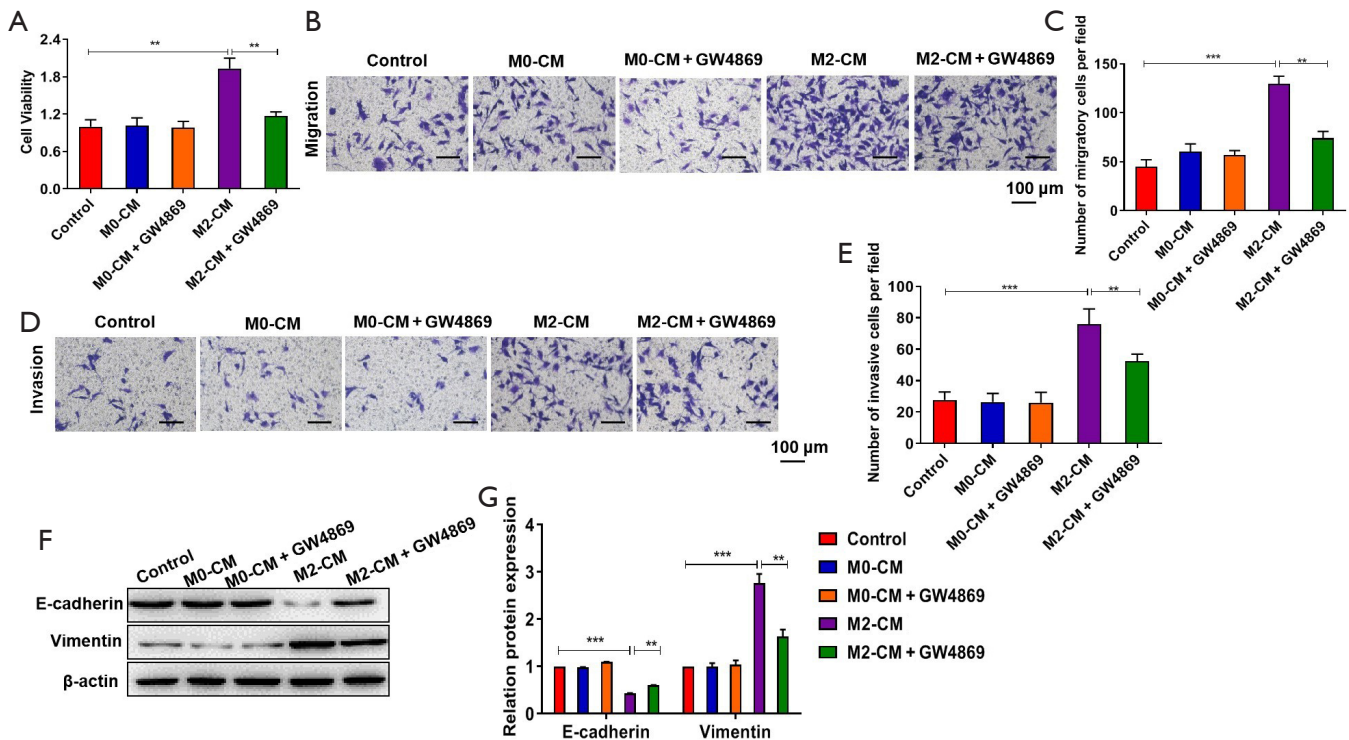 A
Cell Viability
2.4
1.8
1.2
0.6
0.0
**
**
Control
M0-CM
M0-CM + GW4869
M2-CM
M2-CM + GW4869
B
Migration
Control
M0-CM
M0-CM + GW4869
M2-CM
M2-CM + GW4869
100 μm
C
Number of mirgratory cells per field
150
100
50
0
***
**
Control
M0-CM
M0-CM + GW4869
M2-CM
M2-CM + GW4869
D
Invasion
Control
M0-CM
M0-CM + GW4869
M2-CM
M2-CM + GW4869
100 μm
E
Number of invasive cells per field
100
80
60
40
20
0
***
**
Control
M0-CM
M0-CM + GW4869
M2-CM
M2-CM + GW4869
F
Control
M0-CM
M0-CM + GW4869
M2-CM
M2-CM + GW4869
E-cadherin
Vimentin
β-actin
G
Relation protein expression
4
3
2
1
0
***
**
***
**
E-cadherin
Vimentin
Control
M0-CM
M0-CM + GW4869
M2-CM
M2-CM + GW4869